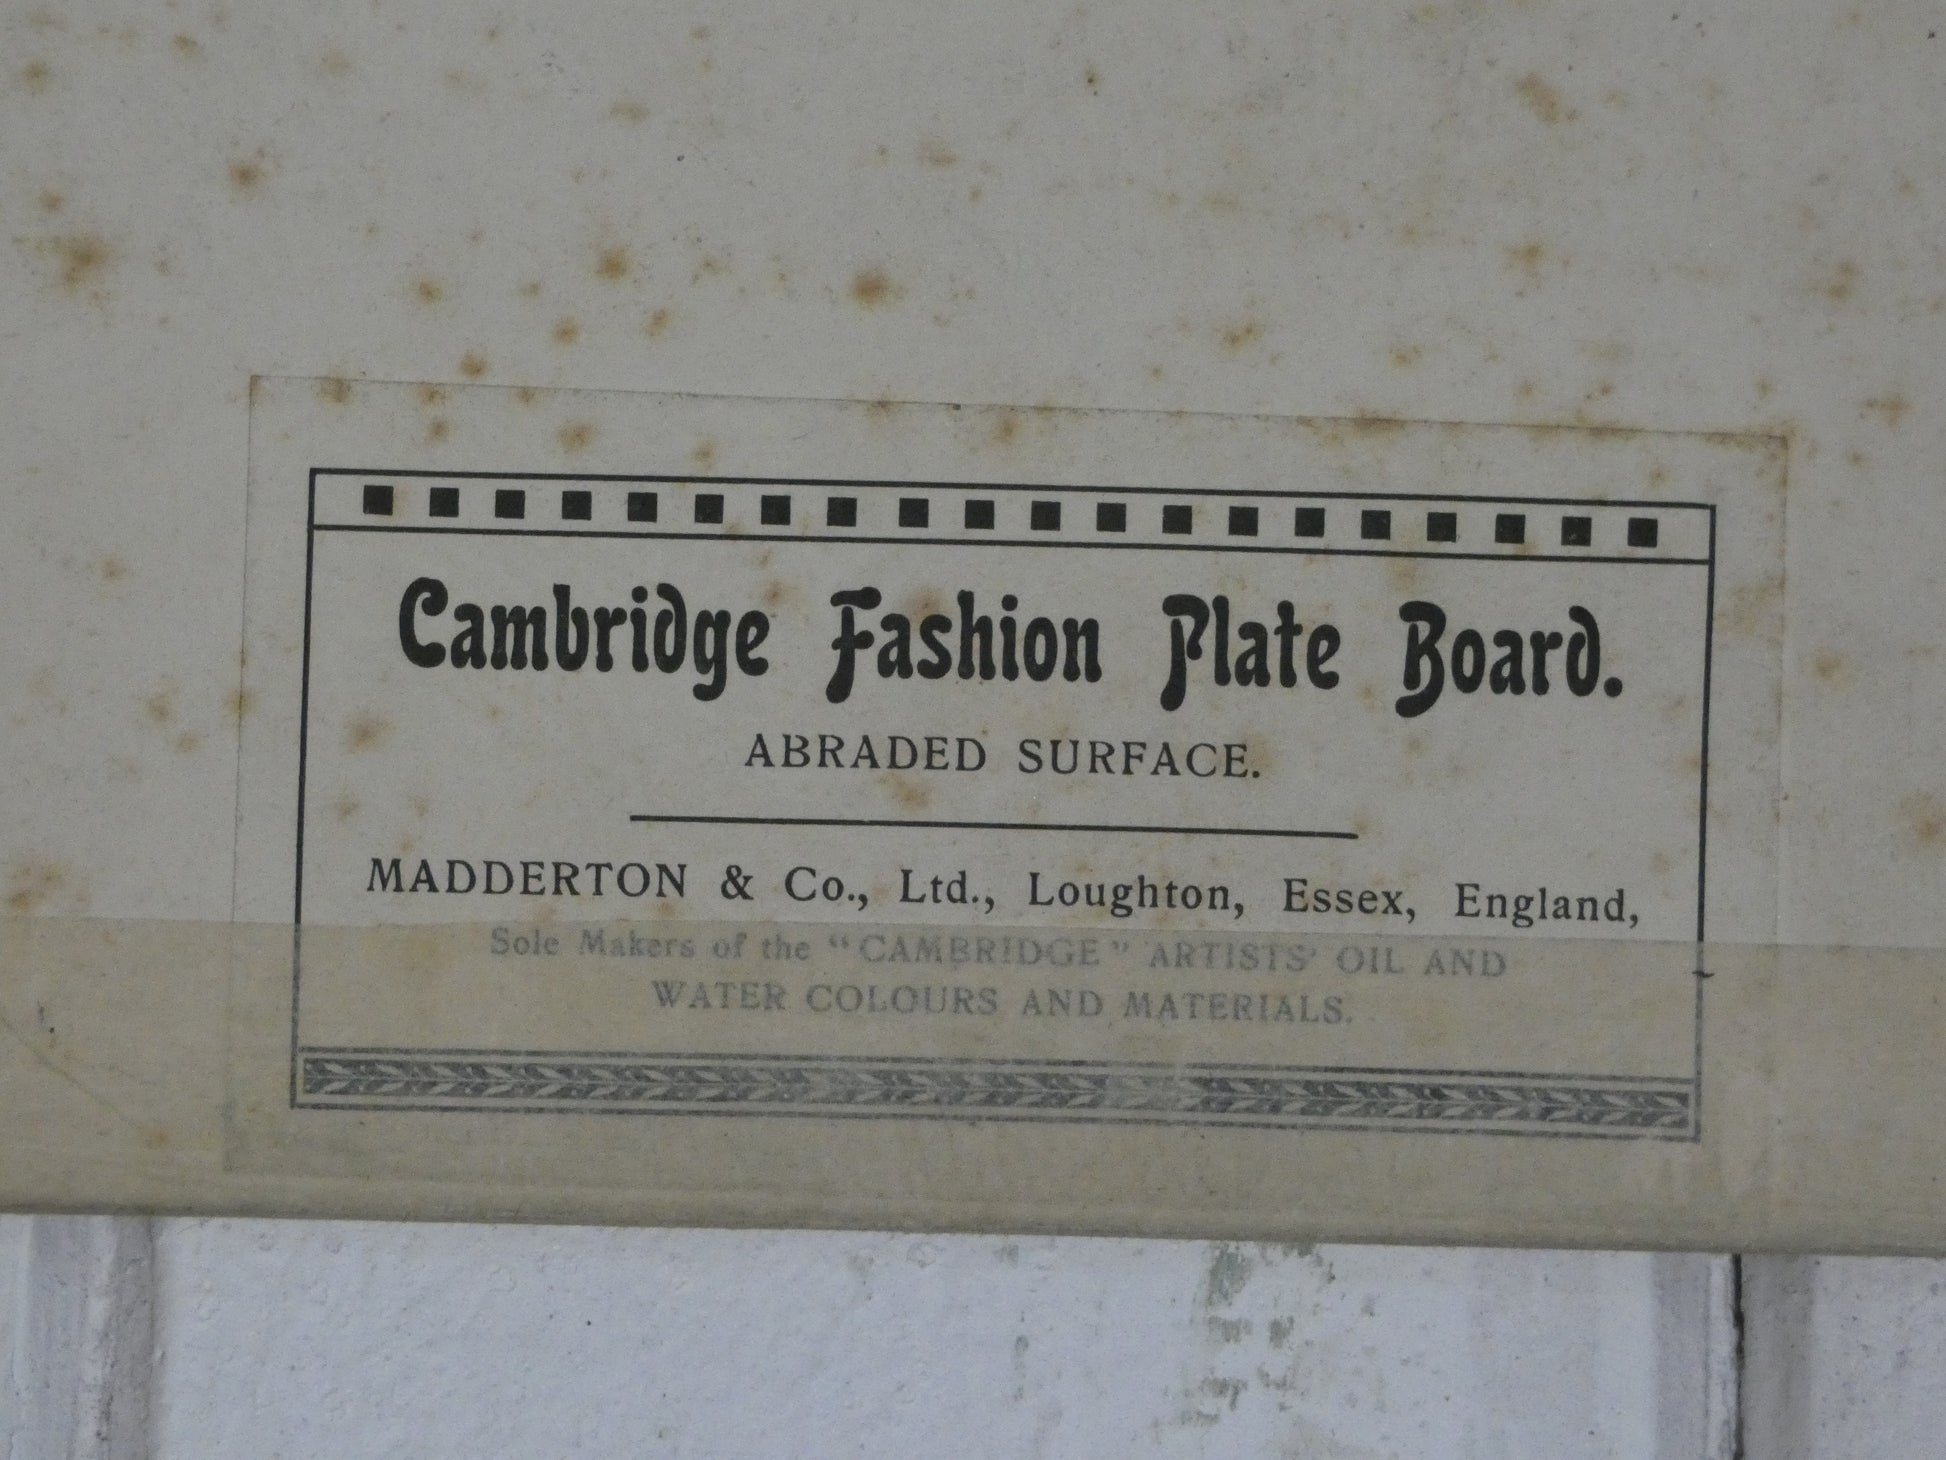 Cambridge Fashion Plate Board.
ABRADED SURFACE.
MADDERTON & Co., Ltd., Loughton, Essex, England,
Sole Makers of the "CAMBRIDGE" ARTISTS' OIL AND
WATER COLOURS AND MATERIALS.